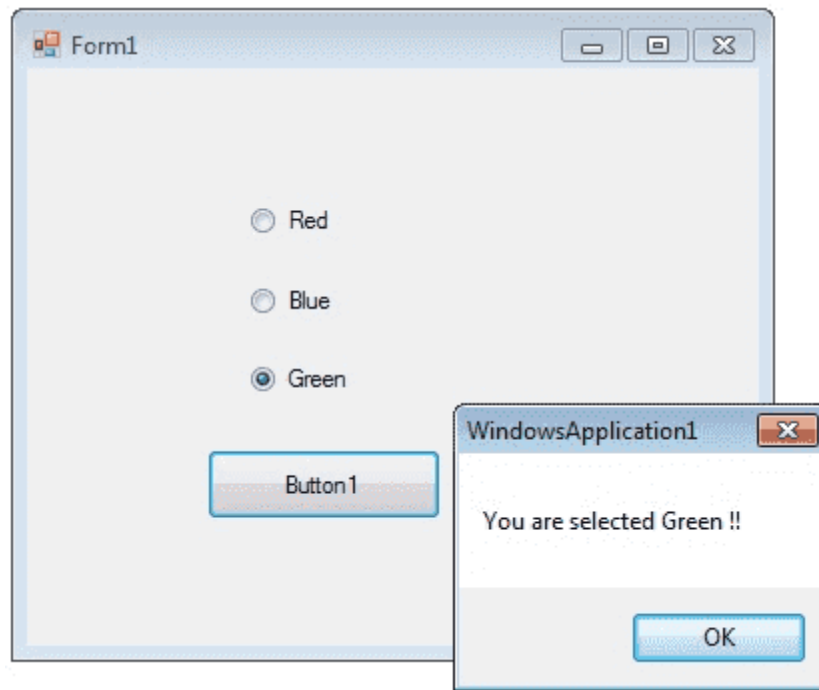 Form1
Red
Blue
Green
Button1
WindowsApplication1
You are selected Green !!
OK